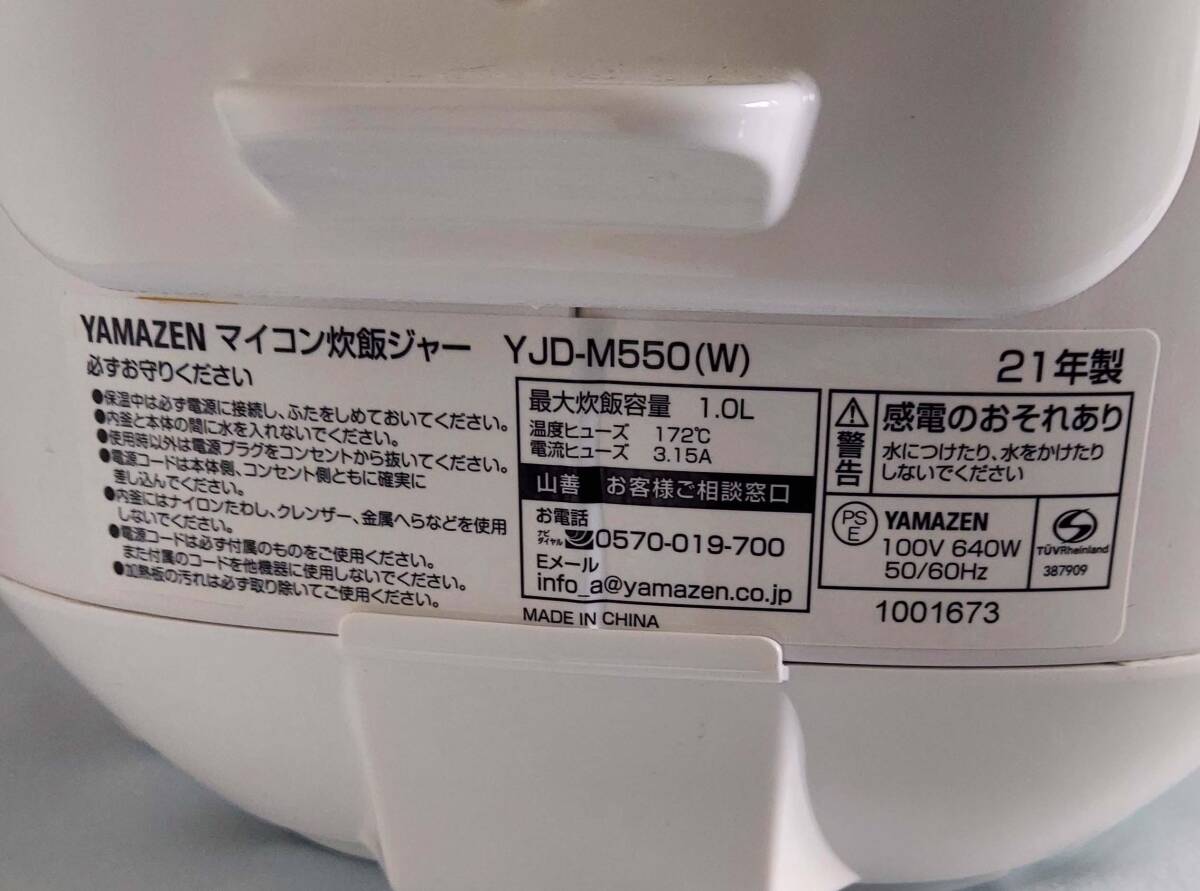 YAMAZEN マイコン炊飯ジャー YJD-M550(W) 21年製
必ずお守りください
●保温中は必ず電源に接続し、ふたをしめておいてください。
●内釜と本体の間に水を入れないでください。
●使用時以外は電源プラグをコンセントから抜いてください。
●電源コードは本体側、コンセント側ともに確実に
差し込んでください。
●内釜にはナイロンたわし、クレンザー、金属へらなどを使用
しないでください。
●電源コードは必ず付属のものをご使用ください。
また付属のコードを他機器に使用しないでください。
●加熱板の汚れは必ず取り除いてご使用ください。
最大炊飯容量 1.0L
温度ヒューズ 172℃
電流ヒューズ 3.15A
山善 お客様ご相談窓口
お電話
ナビダイヤル 0570-019-700
Eメール
info_a@yamazen.co.jp
MADE IN CHINA
警告
感電のおそれあり
水につけたり、水をかけたり
しないでください
PSE
YAMAZEN
100V 640W
50/60Hz
TÜVRheinland
387909
1001673